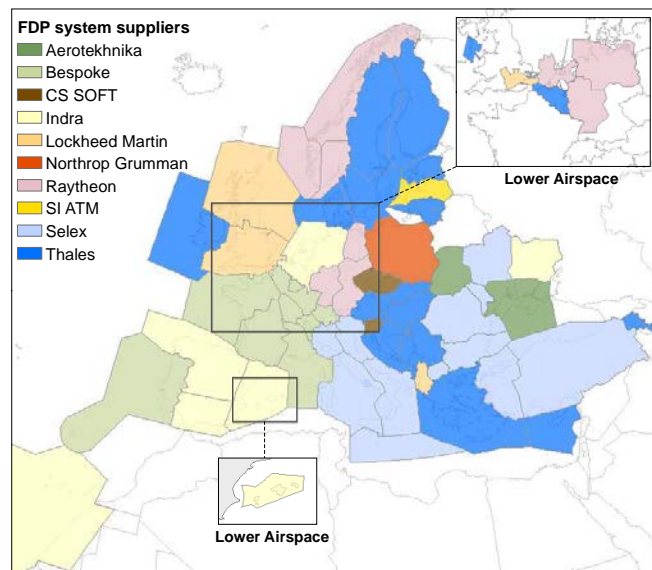 FDP system suppliers
Aerotekhnika
Bespoke
CS SOFT
Indra
Lockheed Martin
Northrop Grumman
Raytheon
SI ATM
Selex
Thales
Lower Airspace
Lower Airspace